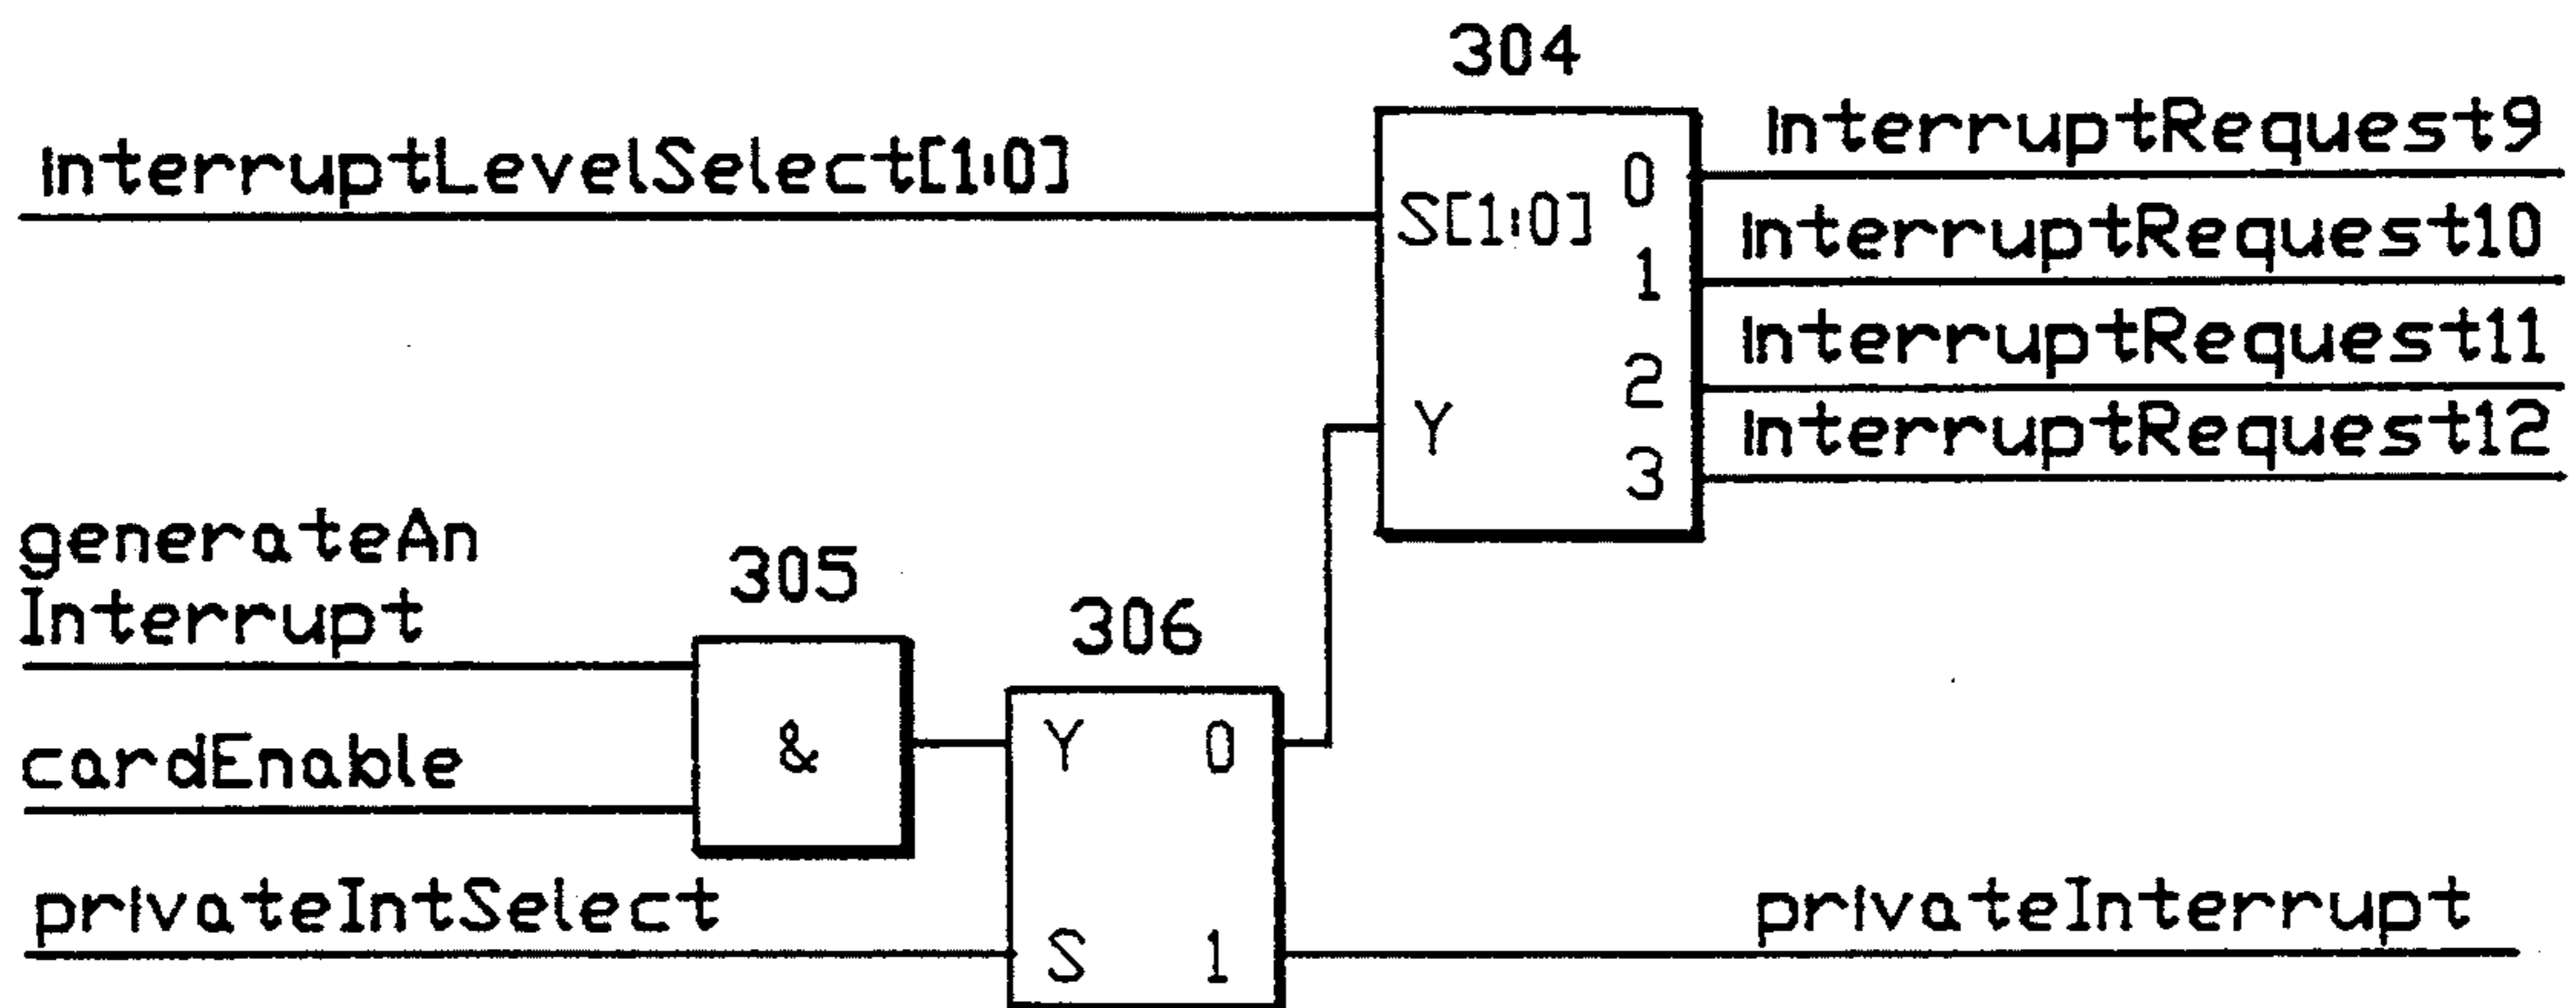 304
interruptLevelSelect[1:0]
S[1:0]
Y
0
1
2
3
interruptRequest9
interruptRequest10
interruptRequest11
interruptRequest12
generateAn
Interrupt
cardEnable
305
&
306
Y
0
S
1
privateIntSelect
privateInterrupt